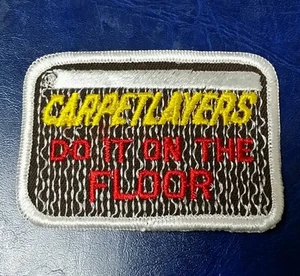 CARPETLAYERS
DO IT ON THE
FLOOR